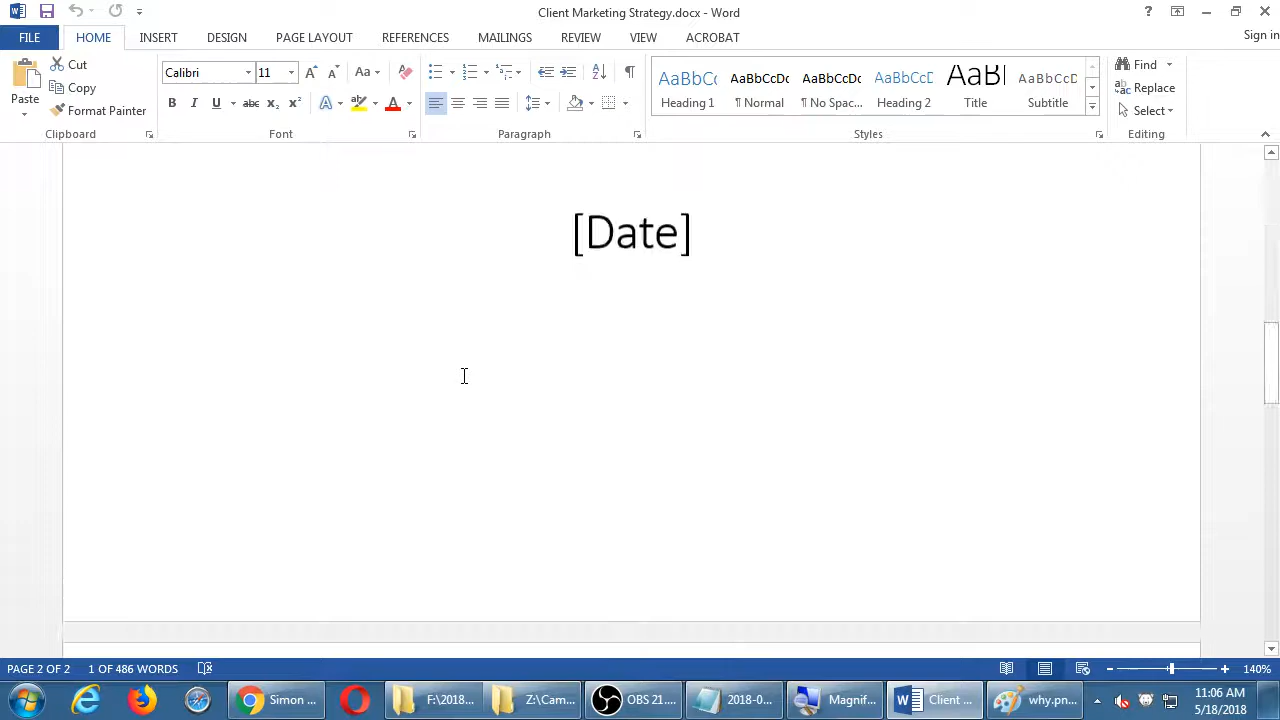 Client Marketing Strategy.docx - Word
FILE HOME INSERT DESIGN PAGE LAYOUT REFERENCES MAILINGS REVIEW VIEW ACROBAT Sign in
Paste
Cut
Copy
Format Painter
Clipboard
Calibri 11
Font
Paragraph
AaBbCc AaBbCcDc AaBbCcDc AaBbCcD AaB AaBbCcD
Heading 1 ¶ Normal ¶ No Spac... Heading 2 Title Subtitle
Styles
Find
Replace
Select
Editing
[Date]
PAGE 2 OF 2 1 OF 486 WORDS 140%
Simon ... F:\2018... Z:\Cam... OBS 21.... 2018-0... Magnif... Client ... why.pn...
11:06 AM
5/18/2018